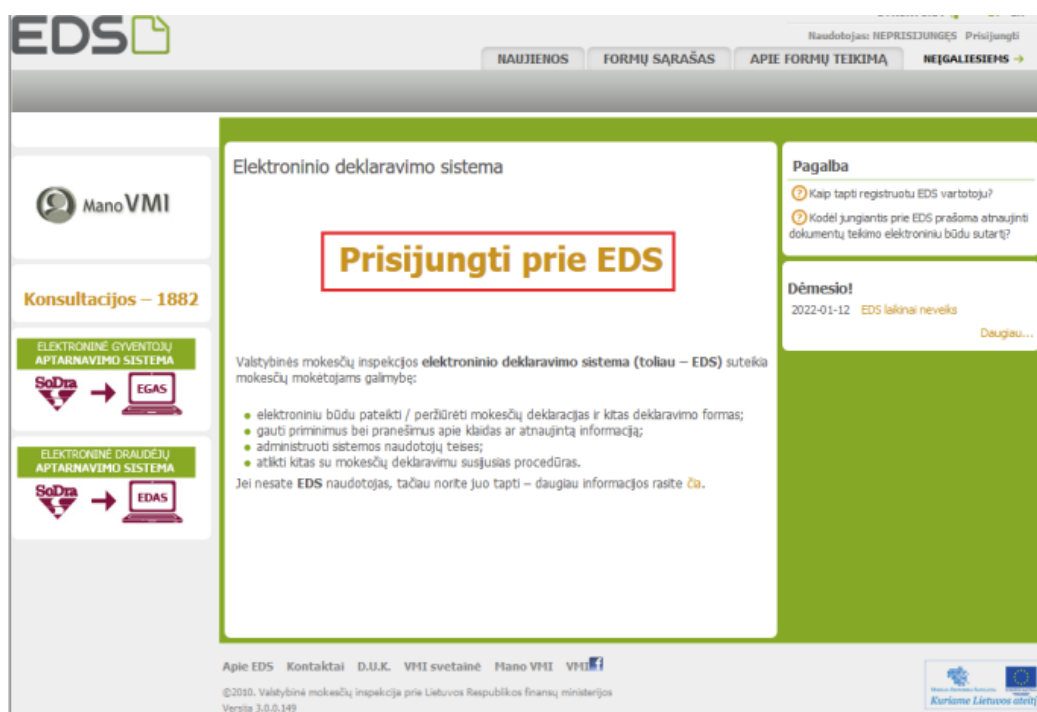 EDS
Naudotojas: NEPRISIJUNGĘS Prisijungti
NAUJIENOS FORMŲ SĄRAŠAS APIE FORMŲ TEIKIMĄ NEĮGALIESIEMS →
Mano VMI
Konsultacijos – 1882
ELEKTRONINĖ GYVENTOJŲ
APTARNAVIMO SISTEMA
SoDra EGAS
ELEKTRONINĖ DRAUDĖJŲ
APTARNAVIMO SISTEMA
SoDra EDAS
Elektroninio deklaravimo sistema
Prisijungti prie EDS
Valstybinės mokesčių inspekcijos elektroninio deklaravimo sistema (toliau – EDS) suteikia
mokesčių mokėtojams galimybę:
• elektroniniu būdu pateikti / peržiūrėti mokesčių deklaracijas ir kitas deklaravimo formas;
• gauti priminimus bei pranešimus apie klaidas ar atnaujintą informaciją;
• administruoti sistemos naudotojų teises;
• atlikti kitas su mokesčių deklaravimu susijusias procedūras.
Jei nesate EDS naudotojas, tačiau norite juo tapti – daugiau informacijos rasite čia.
Pagalba
Kaip tapti registruotu EDS vartotoju?
Kodėl jungiantis prie EDS prašoma atnaujinti
dokumentų teikimo elektroniniu būdu sutartį?
Dėmesio!
2022-01-12 EDS laikinai neveiks
Daugiau...
Apie EDS Kontaktai D.U.K. VMI svetainė Mano VMI VMI
©2010. Valstybinė mokesčių inspekcija prie Lietuvos Respublikos finansų ministerijos
Versija 3.0.0.149
Kuriame Lietuvos ateitį